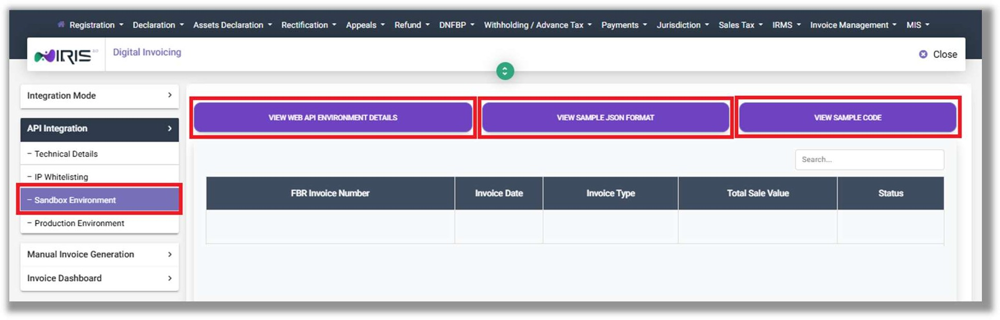 Registration Declaration Assets Declaration Rectification Appeals Refund DNFBP Withholding / Advance Tax Payments Jurisdiction Sales Tax IRMS Invoice Management MIS
IRIS 2.0 Digital Invoicing Close
Integration Mode
API Integration
– Technical Details
– IP Whitelisting
– Sandbox Environment
– Production Environment
Manual Invoice Generation
Invoice Dashboard
VIEW WEB API ENVIRONMENT DETAILS VIEW SAMPLE JSON FORMAT VIEW SAMPLE CODE
Search...
FBR Invoice Number Invoice Date Invoice Type Total Sale Value Status